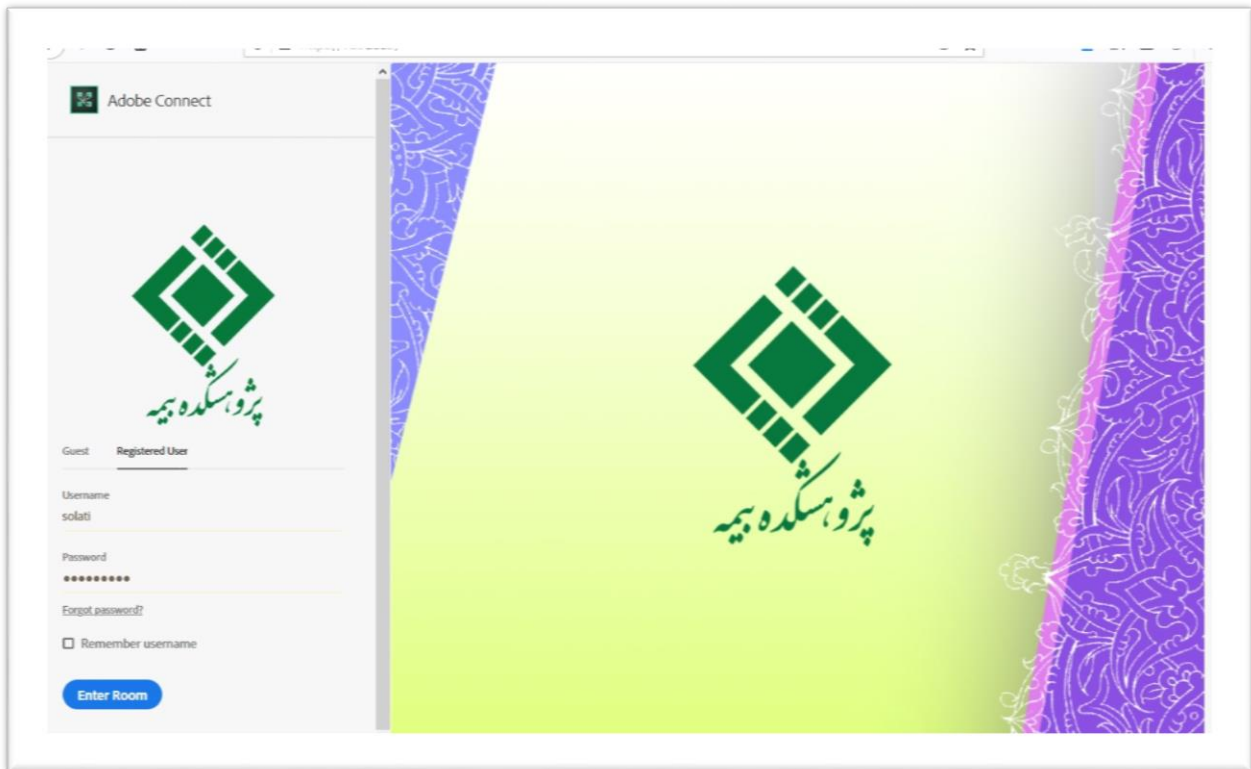 Adobe Connect
پژوهشکده بیمه
Guest Registered User
Username
solati
Password
•••••••••
Forgot password?
Remember username
Enter Room
پژوهشکده بیمه